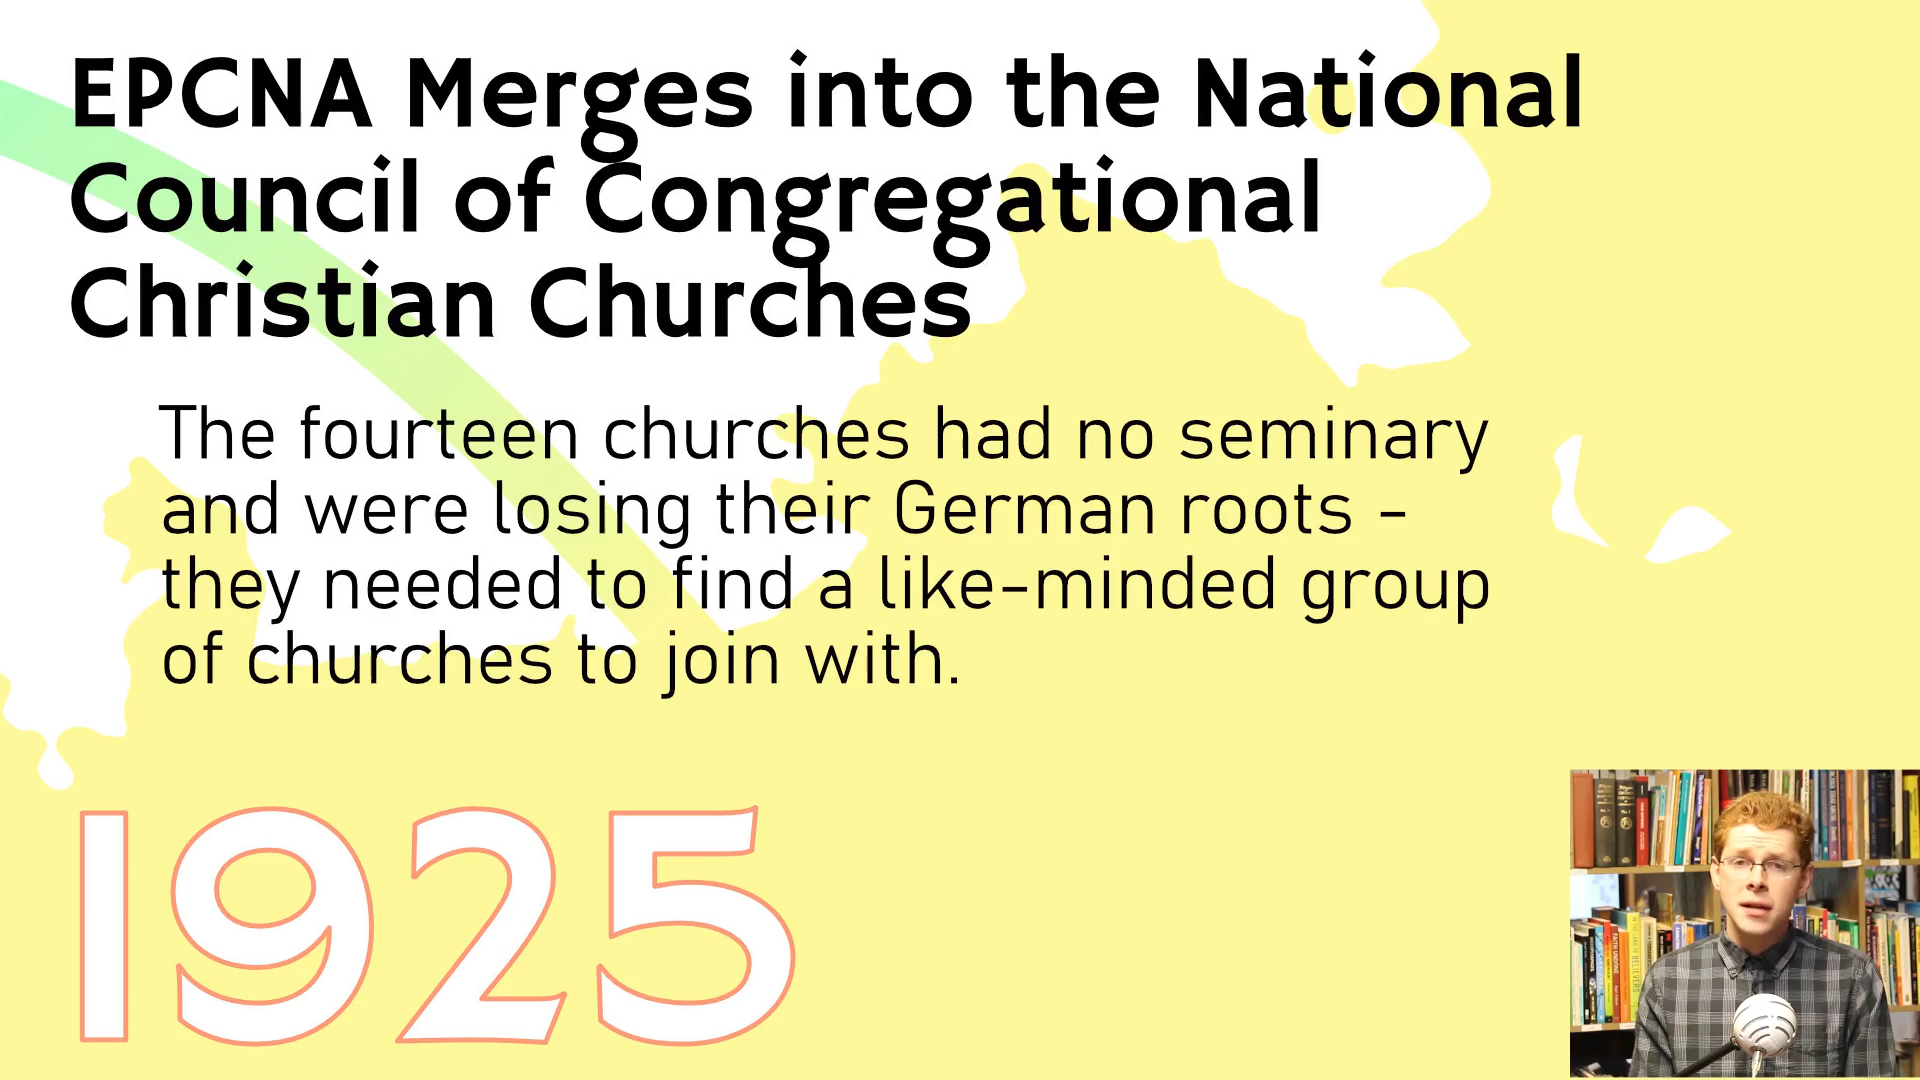 EPCNA Merges into the National
Council of Congregational
Christian Churches
The fourteen churches had no seminary
and were losing their German roots -
they needed to find a like-minded group
of churches to join with.
1925